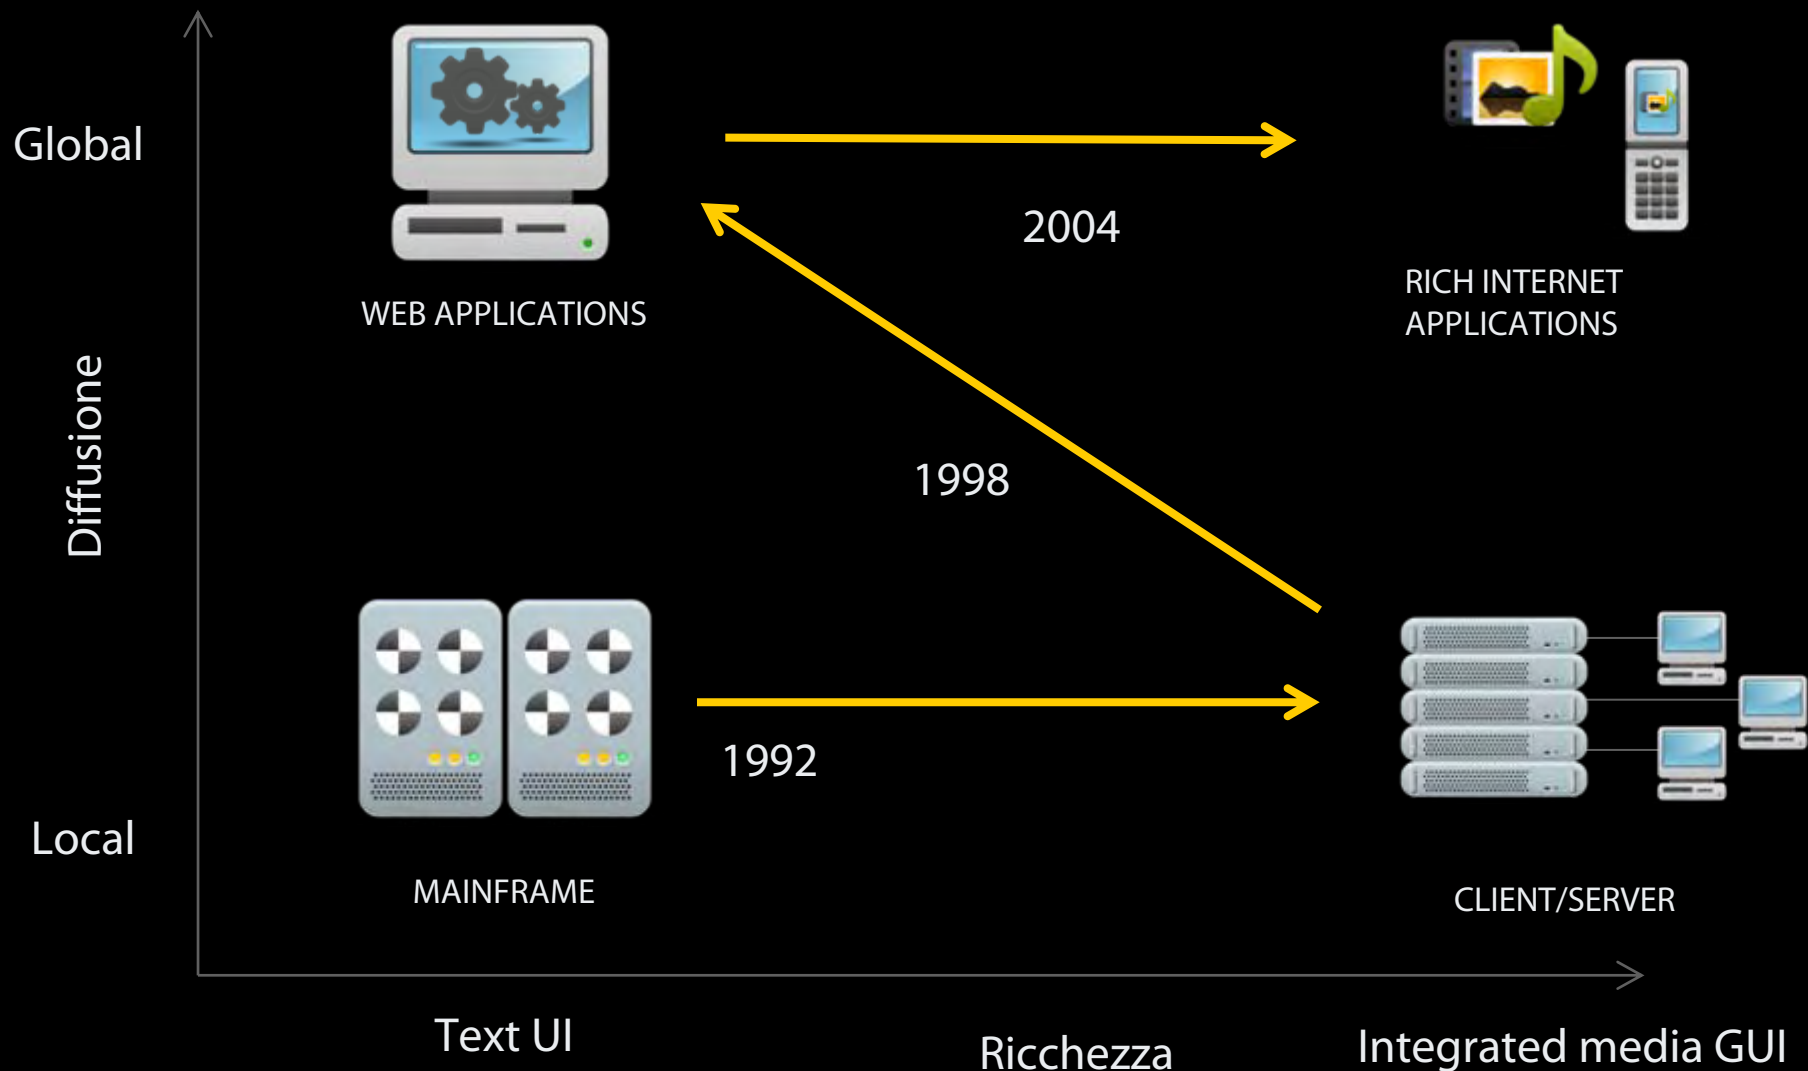 Global
2004
RICH INTERNET
APPLICATIONS
WEB APPLICATIONS
Diffusione
1998
1992
Local
MAINFRAME
CLIENT/SERVER
Text UI
Ricchezza
Integrated media GUI